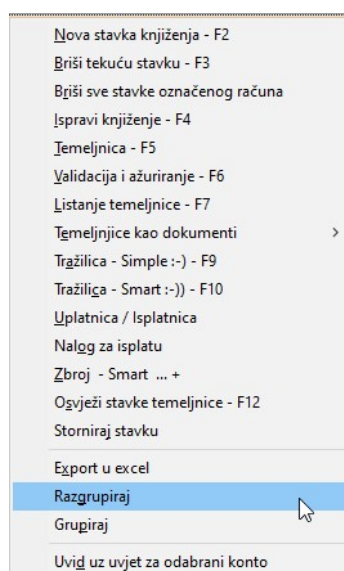 Nova stavka knjiženja - F2
Briši tekuću stavku - F3
Briši sve stavke označenog računa
Ispravi knjiženje - F4
Temeljnica - F5
Validacija i ažuriranje - F6
Listanje temeljnice - F7
Temeljnjice kao dokumenti
Tražilica - Simple :-) - F9
Tražilica - Smart :-)) - F10
Uplatnica / Isplatnica
Nalog za isplatu
Zbroj - Smart ... +
Osvježi stavke temeljnice - F12
Storniraj stavku
Export u excel
Razgrupiraj
Grupiraj
Uvid uz uvjet za odabrani konto